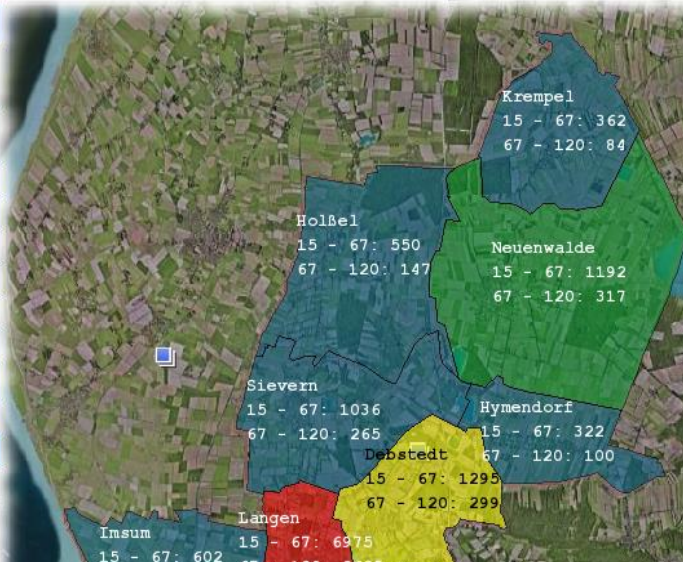 Krempel
15 - 67: 362
67 - 120: 84
Holßel
15 - 67: 550
67 - 120: 147
Neuenwalde
15 - 67: 1192
67 - 120: 317
Sievern
15 - 67: 1036
67 - 120: 265
Hymendorf
15 - 67: 322
67 - 120: 100
Debstedt
15 - 67: 1295
67 - 120: 299
Langen
15 - 67: 6975
Imsum
15 - 67: 602